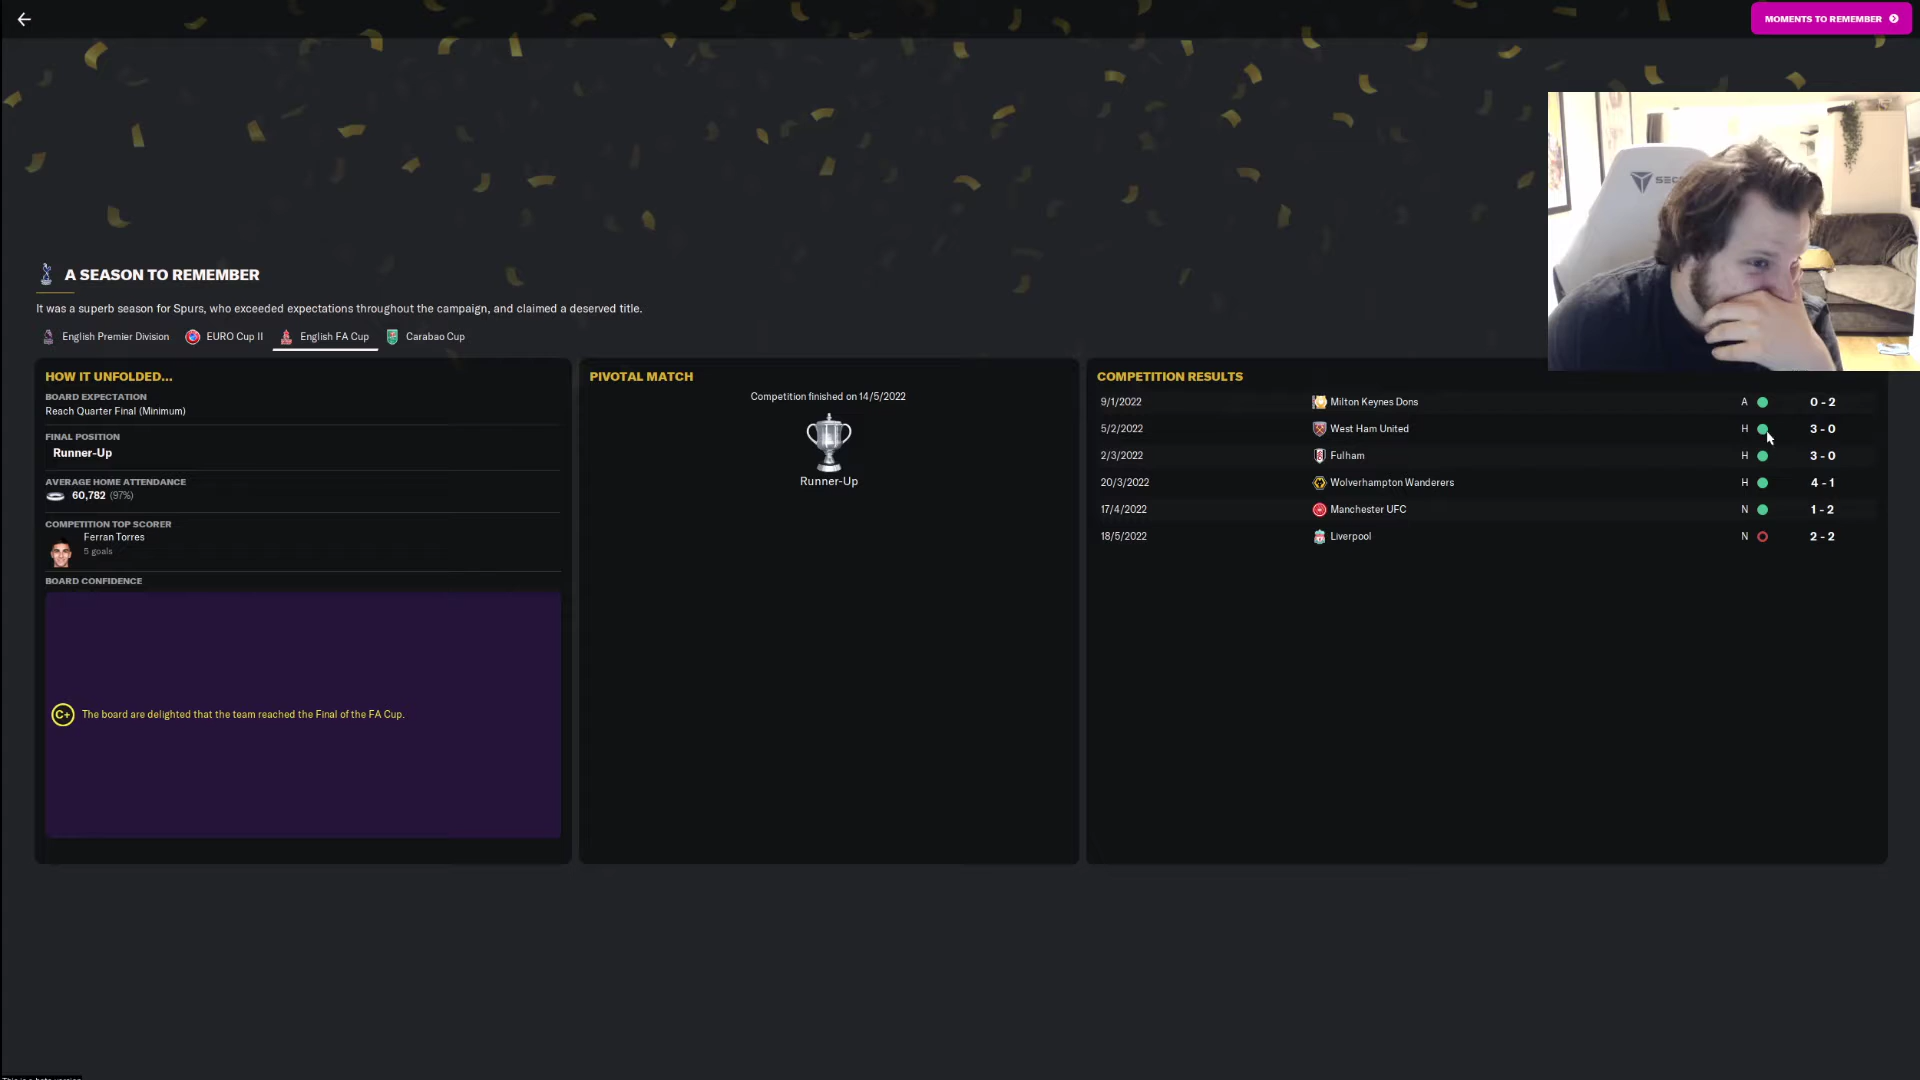 MOMENTS TO REMEMBER
SEC
A SEASON TO REMEMBER
It was a superb season for Spurs, who exceeded expectations throughout the campaign, and claimed a deserved title.
English Premier Division EURO Cup II English FA Cup Carabao Cup
HOW IT UNFOLDED...
BOARD EXPECTATION
Reach Quarter Final (Minimum)
FINAL POSITION
Runner-Up
AVERAGE HOME ATTENDANCE
60,782 (97%)
COMPETITION TOP SCORER
Ferran Torres
5 goals
BOARD CONFIDENCE
C+ The board are delighted that the team reached the Final of the FA Cup.
PIVOTAL MATCH
Competition finished on 14/5/2022
Runner-Up
COMPETITION RESULTS
9/1/2022 Milton Keynes Dons A 0 - 2
5/2/2022 West Ham United H 3 - 0
2/3/2022 Fulham H 3 - 0
20/3/2022 Wolverhampton Wanderers H 4 - 1
17/4/2022 Manchester UFC N 1 - 2
18/5/2022 Liverpool N 2 - 2